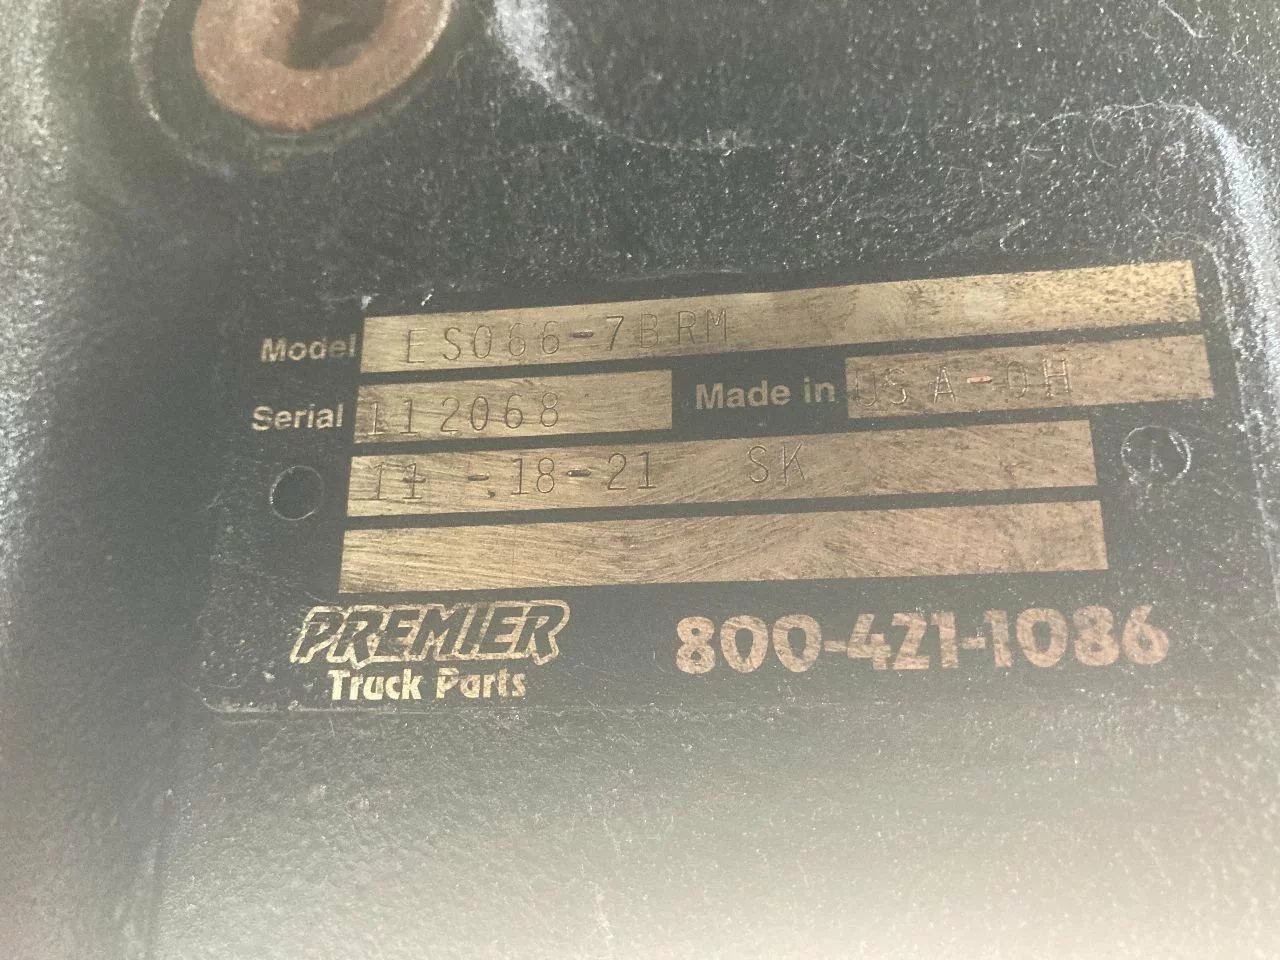 Model ES066-7BRM
Serial 112068 Made in USA-OH
11-18-21 SK
PREMIER
Truck Parts
800-421-1086